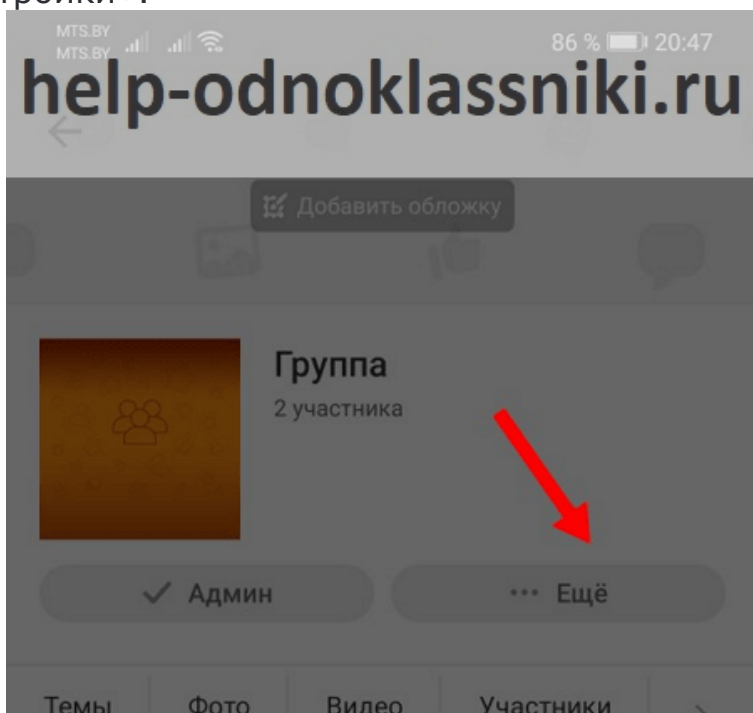 MTS.BY
MTS.BY 86 % 20:47
help-odnoklassniki.ru
Добавить обложку
Группа
2 участника
Админ
··· Ещё
Темы Фото Видео Участники